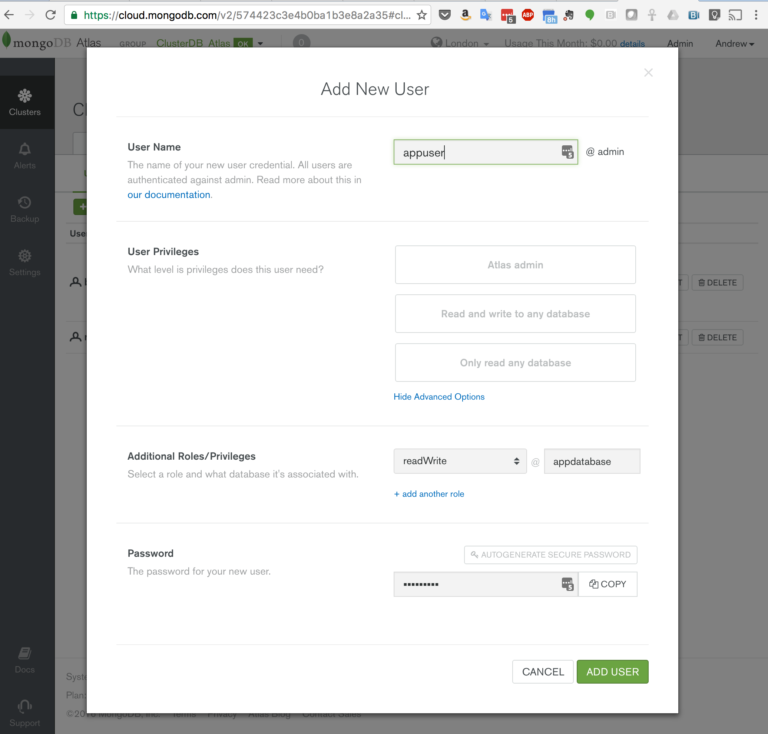 https://cloud.mongodb.com/v2/574423c3e4b0ba1b3e8a2a35#cl...
mongoDB Atlas GROUP ClusterDB Atlas OK 0 London Usage This Month: $0.00 details Admin Andrew
Add New User
×
User Name
The name of your new user credential. All users are
authenticated against admin. Read more about this in
our documentation.
appuser
@ admin
Clusters
Alerts
Backup
Settings
User Privileges
What level is privileges does this user need?
Atlas admin
Read and write to any database
Only read any database
Hide Advanced Options
DELETE
DELETE
Additional Roles/Privileges
Select a role and what database it's associated with.
readWrite
@
appdatabase
+ add another role
Password
The password for your new user.
AUTOGENERATE SECURE PASSWORD
•••••••••
COPY
CANCEL
ADD USER
Docs
Support